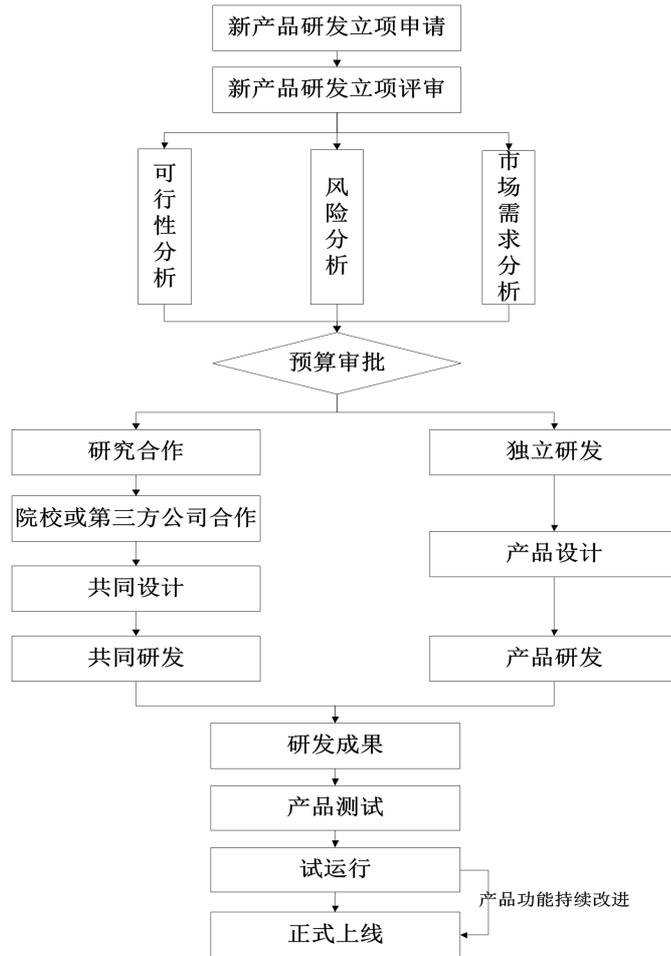 新产品研发立项申请
新产品研发立项评审
可行性分析
风险分析
市场需求分析
预算审批
研究合作
独立研发
院校或第三方公司合作
产品设计
共同设计
共同研发
产品研发
研发成果
产品测试
试运行
产品功能持续改进
正式上线